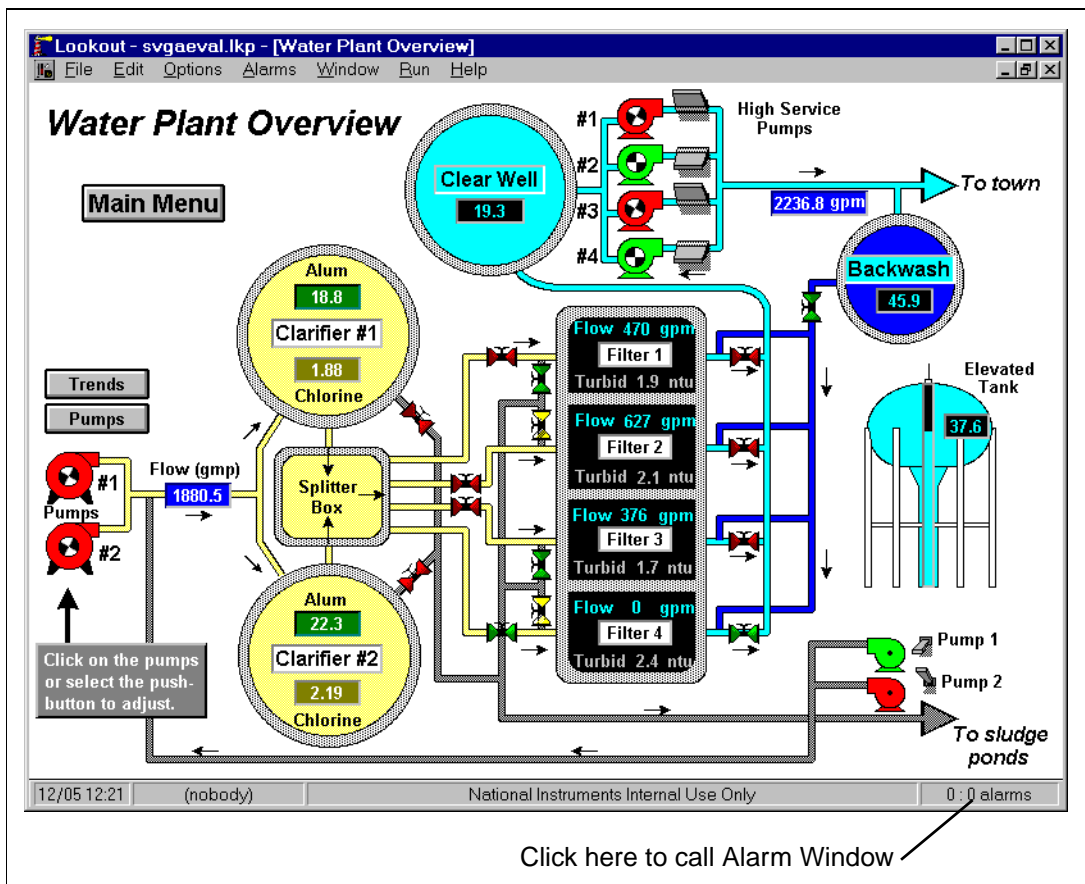 Lookout - svgaeval.lkp - [Water Plant Overview]
File Edit Options Alarms Window Run Help
Water Plant Overview
Main Menu
Clear Well
19.3
#1
#2
#3
#4
High Service
Pumps
2236.8 gpm
To town
Backwash
45.9
Alum
18.8
Clarifier #1
1.88
Chlorine
Trends
Pumps
#1
Pumps
#2
Flow (gmp)
1880.5
Splitter
Box
Alum
22.3
Clarifier #2
2.19
Chlorine
Flow 470 gpm
Filter 1
Turbid 1.9 ntu
Flow 627 gpm
Filter 2
Turbid 2.1 ntu
Flow 376 gpm
Filter 3
Turbid 1.7 ntu
Flow 0 gpm
Filter 4
Turbid 2.4 ntu
Elevated
Tank
37.6
Click on the pumps
or select the push-
button to adjust.
Pump 1
Pump 2
To sludge
ponds
12/05 12:21 (nobody) National Instruments Internal Use Only 0 : 0 alarms
Click here to call Alarm Window